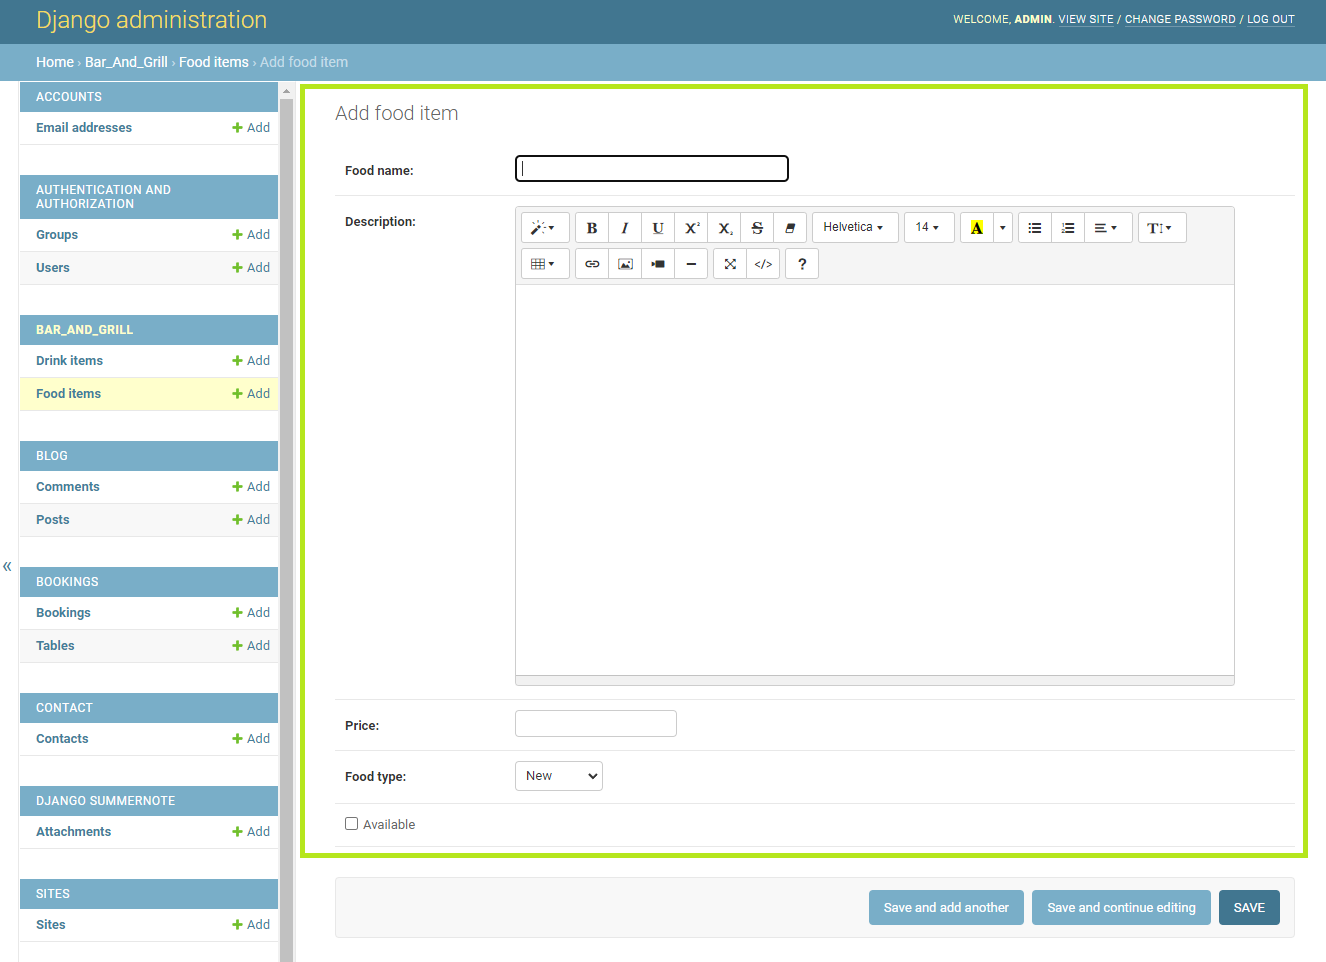 Django administration
WELCOME, ADMIN. VIEW SITE / CHANGE PASSWORD / LOG OUT
Home › Bar_And_Grill › Food items › Add food item
ACCOUNTS
Email addresses
Add
AUTHENTICATION AND
AUTHORIZATION
Groups
Add
Users
Add
BAR_AND_GRILL
Drink items
Add
Food items
Add
BLOG
Comments
Add
Posts
Add
BOOKINGS
Bookings
Add
Tables
Add
CONTACT
Contacts
Add
DJANGO SUMMERNOTE
Attachments
Add
SITES
Sites
Add
«
Add food item
Food name:
Description:
B I U X² X₂ S Helvetica 14 A TI
</> ?
Price:
Food type:
New
Available
Save and add another
Save and continue editing
SAVE